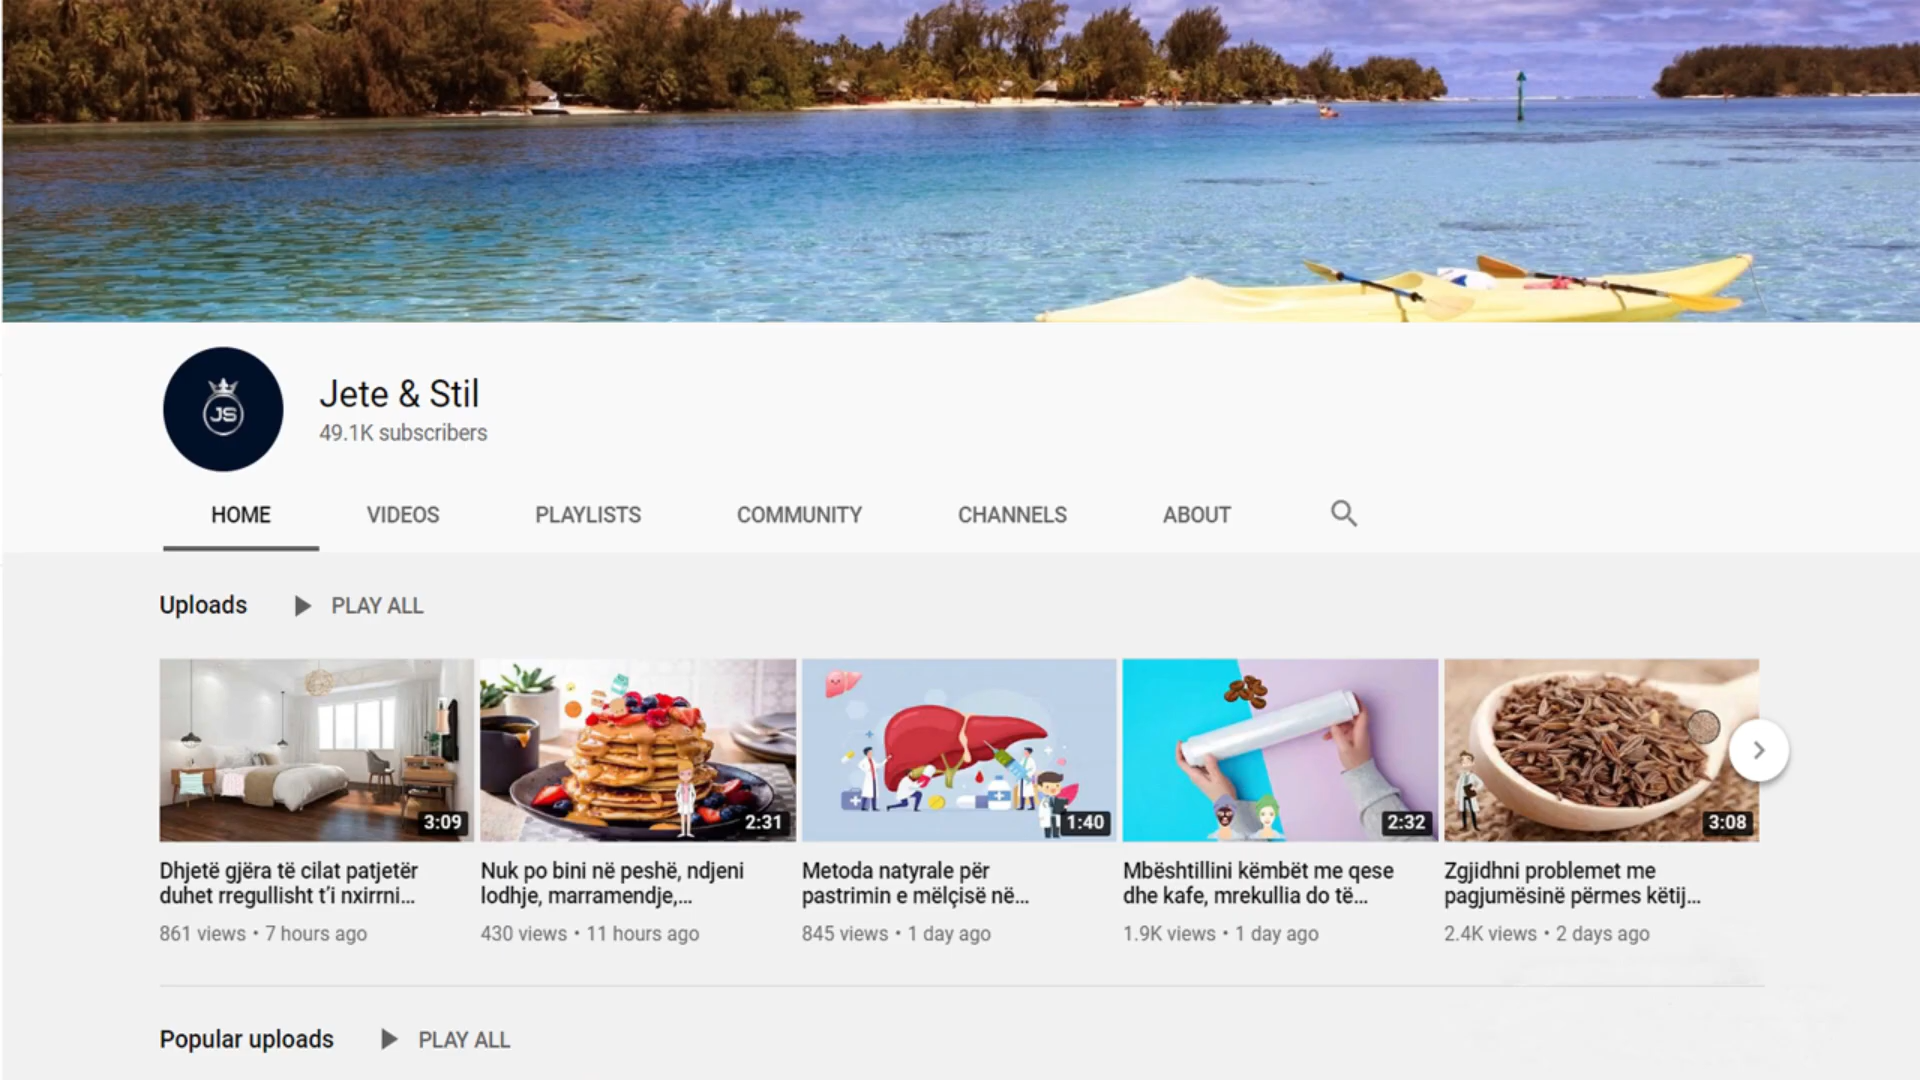 JS
Jete & Stil
49.1K subscribers
HOME VIDEOS PLAYLISTS COMMUNITY CHANNELS ABOUT
Uploads PLAY ALL
3:09 2:31 1:40 2:32 3:08
Dhjetë gjëra të cilat patjetër
duhet rregullisht t'i nxirrni...
861 views • 7 hours ago
Nuk po bini në peshë, ndjeni
lodhje, marramendje,...
430 views • 11 hours ago
Metoda natyrale për
pastrimin e mëlçisë në...
845 views • 1 day ago
Mbështillini këmbët me qese
dhe kafe, mrekullia do të...
1.9K views • 1 day ago
Zgjidhni problemet me
pagjumësinë përmes këtij...
2.4K views • 2 days ago
Popular uploads PLAY ALL